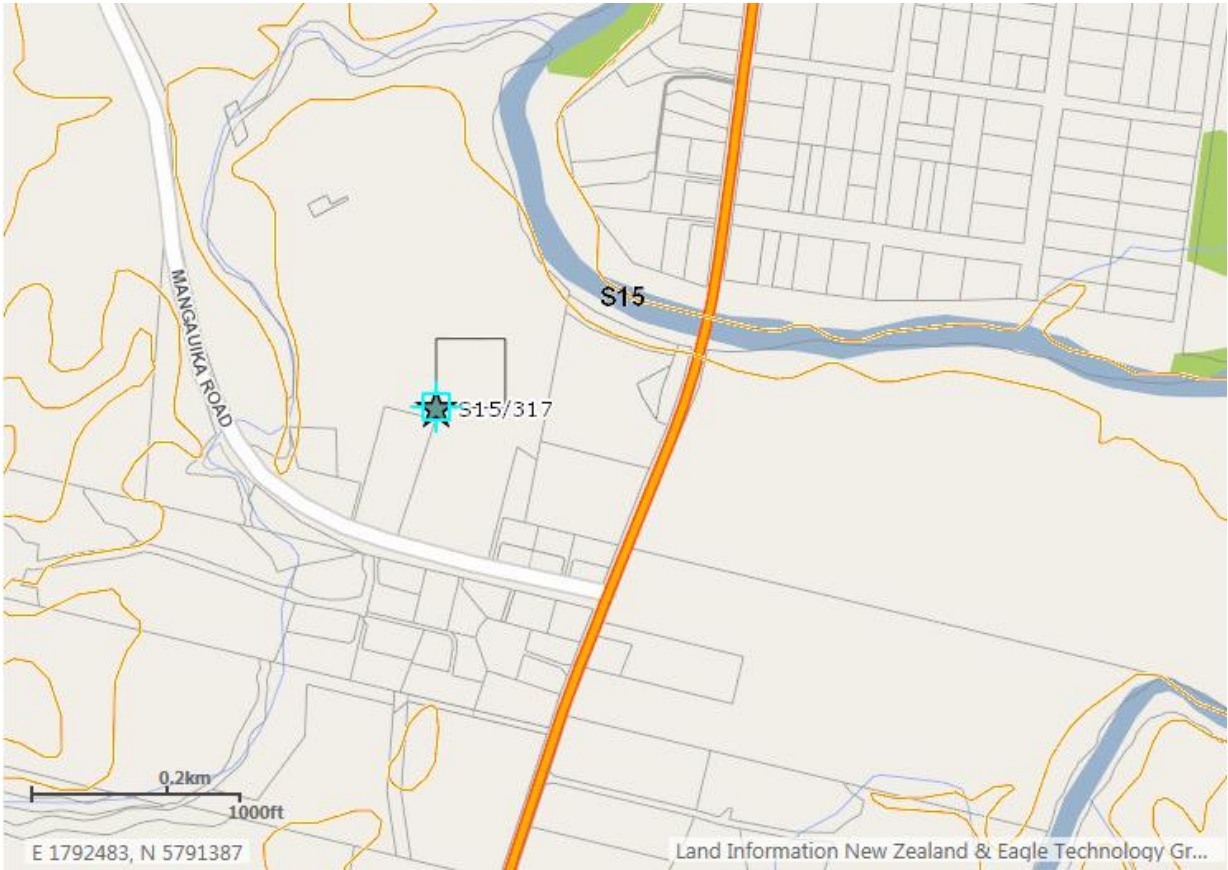 S15
MANGAUIKA ROAD
S15/317
0.2km
1000ft
E 1792483, N 5791387
Land Information New Zealand & Eagle Technology Gr...